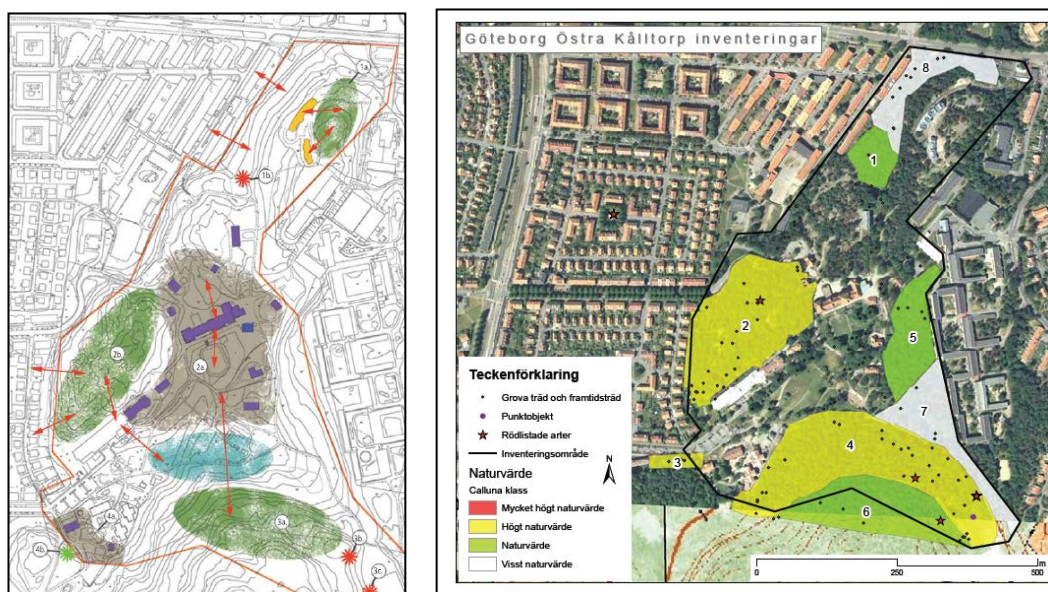 1a.
1b.
2b.
2a.
4a.
4b.
3a.
3b.
3c.
Göteborg Östra Kålltorp inventeringar
8
1
2
5
7
3
4
6
Teckenförklaring
Grova träd och framtidsträd
Punktobjekt
Rödlistade arter
Inventeringsområde
N
Naturvärde
Calluna klass
Mycket högt naturvärde
Högt naturvärde
Naturvärde
Visst naturvärde
0 250 500
m